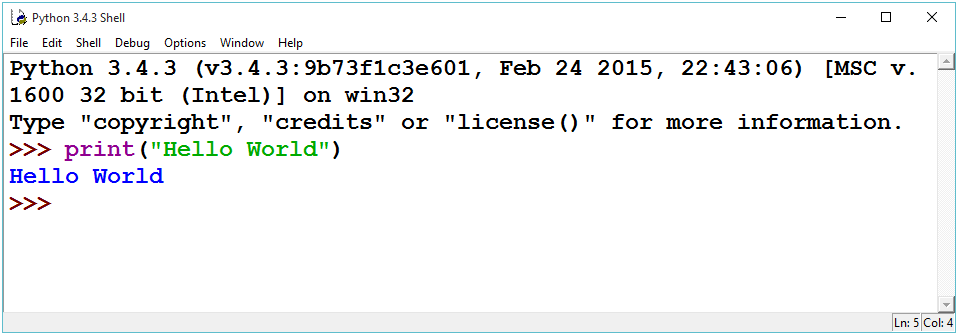 Python 3.4.3 Shell
File Edit Shell Debug Options Window Help
Python 3.4.3 (v3.4.3:9b73f1c3e601, Feb 24 2015, 22:43:06) [MSC v.
1600 32 bit (Intel)] on win32
Type "copyright", "credits" or "license()" for more information.
>>> print("Hello World")
Hello World
>>>
Ln: 5 Col: 4